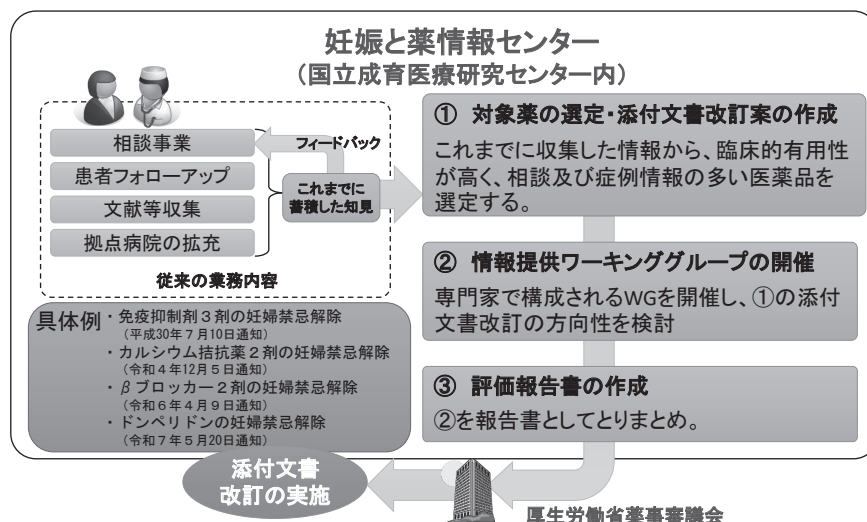 妊娠と薬情報センター
（国立成育医療研究センター内）
相談事業
患者フォローアップ
文献等収集
拠点病院の拡充
フィードバック
これまでに
蓄積した知見
従来の業務内容
具体例
・免疫抑制剤３剤の妊婦禁忌解除
（平成30年７月10日通知）
・カルシウム拮抗薬２剤の妊婦禁忌解除
（令和４年12月５日通知）
・βブロッカー２剤の妊婦禁忌解除
（令和６年４月９日通知）
・ドンペリドンの妊婦禁忌解除
（令和７年５月20日通知）
① 対象薬の選定・添付文書改訂案の作成
これまでに収集した情報から、臨床的有用性
が高く、相談及び症例情報の多い医薬品を
選定する。
② 情報提供ワーキンググループの開催
専門家で構成されるWGを開催し、①の添付
文書改訂の方向性を検討
③ 評価報告書の作成
②を報告書としてとりまとめ。
添付文書
改訂の実施
厚生労働省薬事審議会